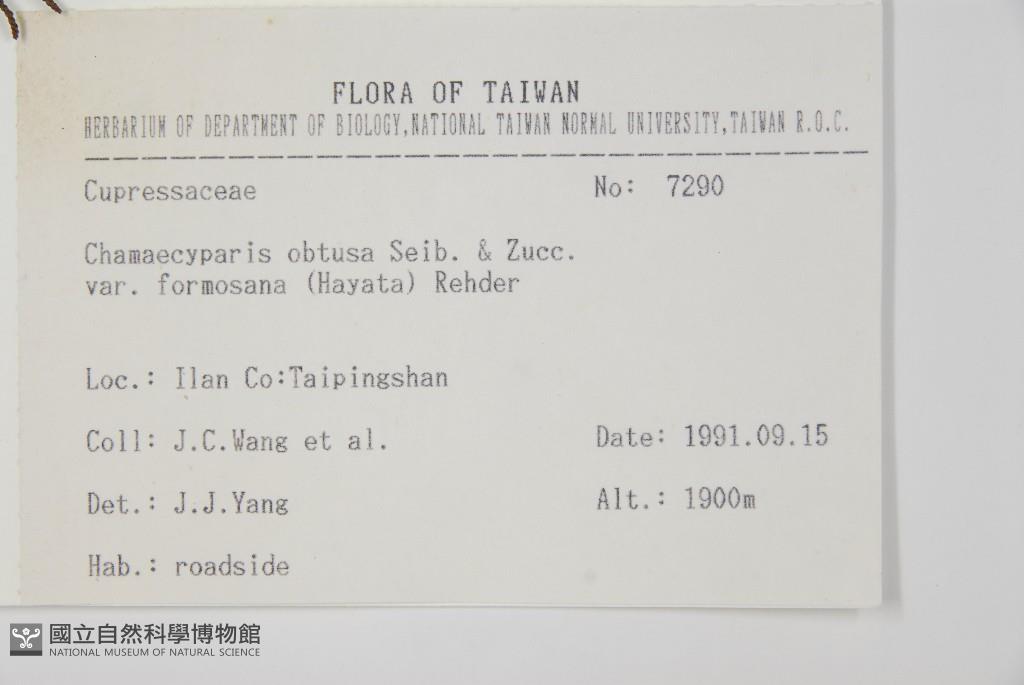 FLORA OF TAIWAN
HERBARIUM OF DEPARTMENT OF BIOLOGY,NATIONAL TAIWAN NORMAL UNIVERSITY,TAIWAN R.O.C.
Cupressaceae No: 7290
Chamaecyparis obtusa Seib. & Zucc.
var. formosana (Hayata) Rehder
Loc.: Ilan Co:Taipingshan
Coll: J.C.Wang et al. Date: 1991.09.15
Det.: J.J.Yang Alt.: 1900m
Hab.: roadside
國立自然科學博物館
NATIONAL MUSEUM OF NATURAL SCIENCE